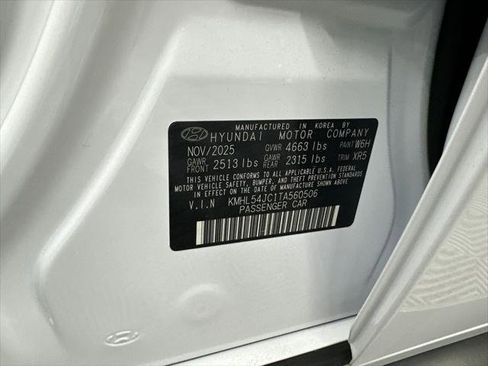 MANUFACTURED IN KOREA BY
HYUNDAI MOTOR COMPANY
NOV/2025 GVWR 4663 lbs PAINT W6H
GAWR FRONT 2513 lbs GAWR REAR 2315 lbs TRIM XR5
THIS VEHICLE CONFORMS TO ALL APPLICABLE U.S.A. FEDERAL
MOTOR VEHICLE SAFETY, BUMPER, AND THEFT PREVENTION STANDARDS
IN EFFECT ON THE DATE OF MANUFACTURE SHOWN ABOVE.
V.I.N KMHL54JC1TA560506
PASSENGER CAR